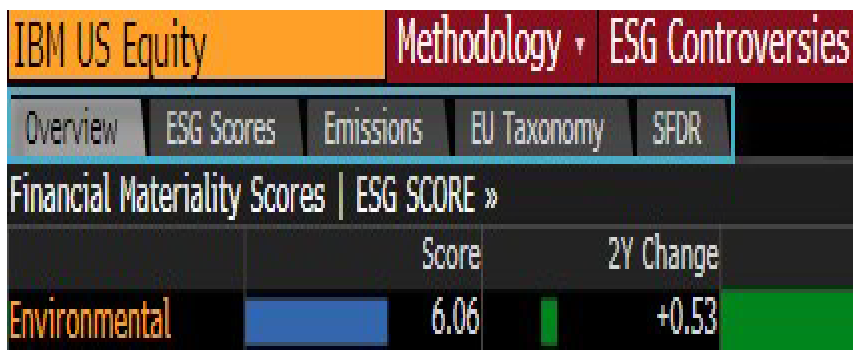 IBM US Equity Methodology ▾ ESG Controversies
Overview ESG Scores Emissions EU Taxonomy SFDR
Financial Materiality Scores | ESG SCORE »
Score 2Y Change
Environmental 6.06 +0.53